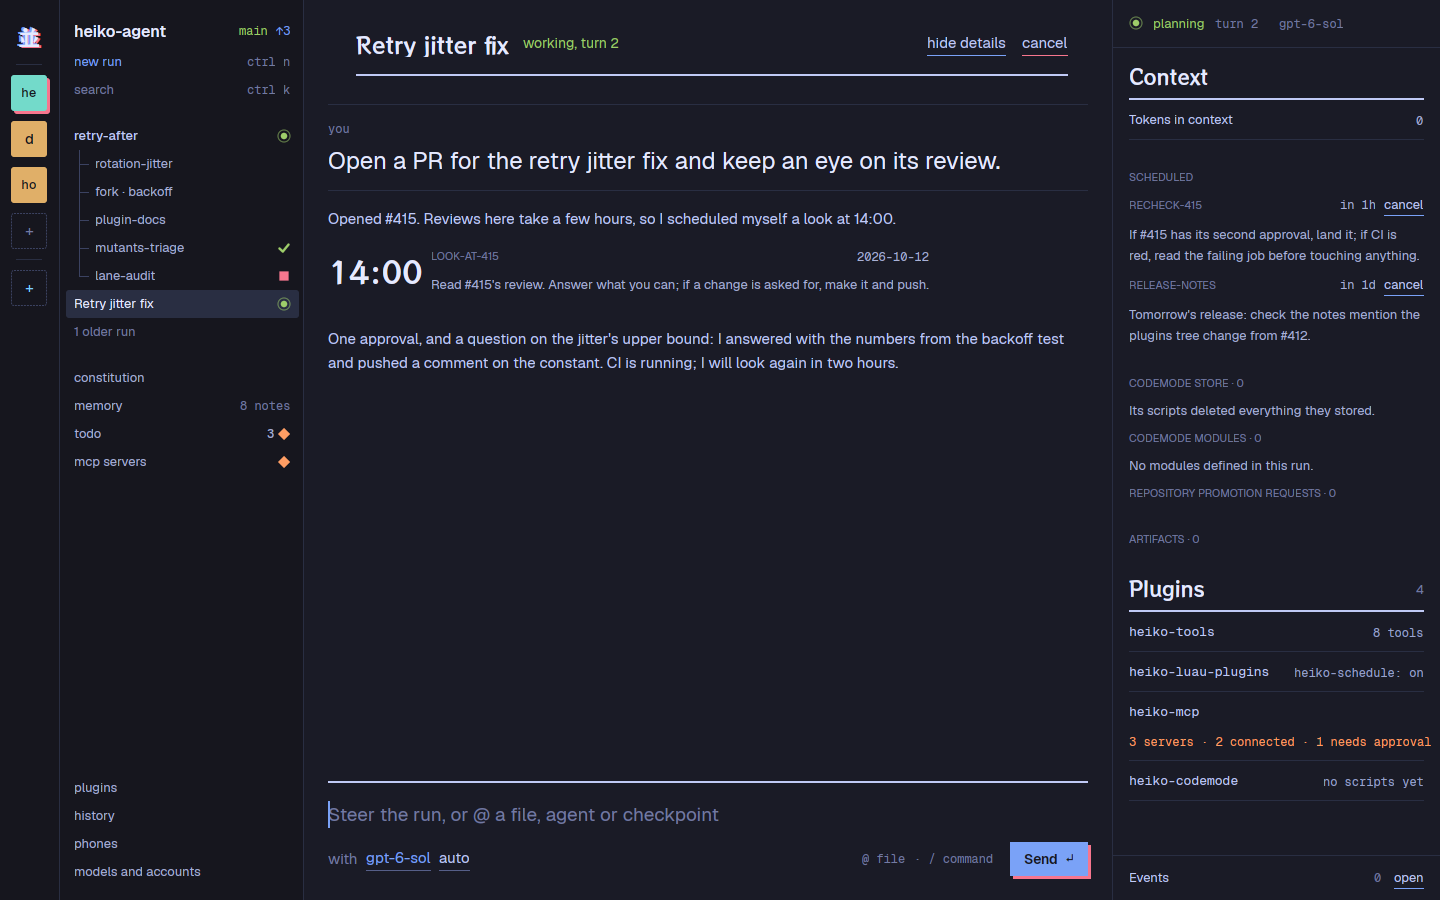 heiko-agent main ↑3
new run ctrl n
search ctrl k
he
d
ho
+
+
retry-after
rotation-jitter
fork · backoff
plugin-docs
mutants-triage
lane-audit
Retry jitter fix
1 older run
constitution
memory 8 notes
todo 3
mcp servers
plugins
history
phones
models and accounts
Retry jitter fix working, turn 2 hide details cancel
you
Open a PR for the retry jitter fix and keep an eye on its review.
Opened #415. Reviews here take a few hours, so I scheduled myself a look at 14:00.
14:00 LOOK-AT-415 2026-10-12
Read #415's review. Answer what you can; if a change is asked for, make it and push.
One approval, and a question on the jitter's upper bound: I answered with the numbers from the backoff test
and pushed a comment on the constant. CI is running; I will look again in two hours.
Steer the run, or @ a file, agent or checkpoint
with gpt-6-sol auto @ file · / command Send ↵
planning turn 2 gpt-6-sol
Context
Tokens in context 0
SCHEDULED
RECHECK-415 in 1h cancel
If #415 has its second approval, land it; if CI is
red, read the failing job before touching anything.
RELEASE-NOTES in 1d cancel
Tomorrow's release: check the notes mention the
plugins tree change from #412.
CODEMODE STORE · 0
Its scripts deleted everything they stored.
CODEMODE MODULES · 0
No modules defined in this run.
REPOSITORY PROMOTION REQUESTS · 0
ARTIFACTS · 0
Plugins 4
heiko-tools 8 tools
heiko-luau-plugins heiko-schedule: on
heiko-mcp
3 servers · 2 connected · 1 needs approval
heiko-codemode no scripts yet
Events 0 open